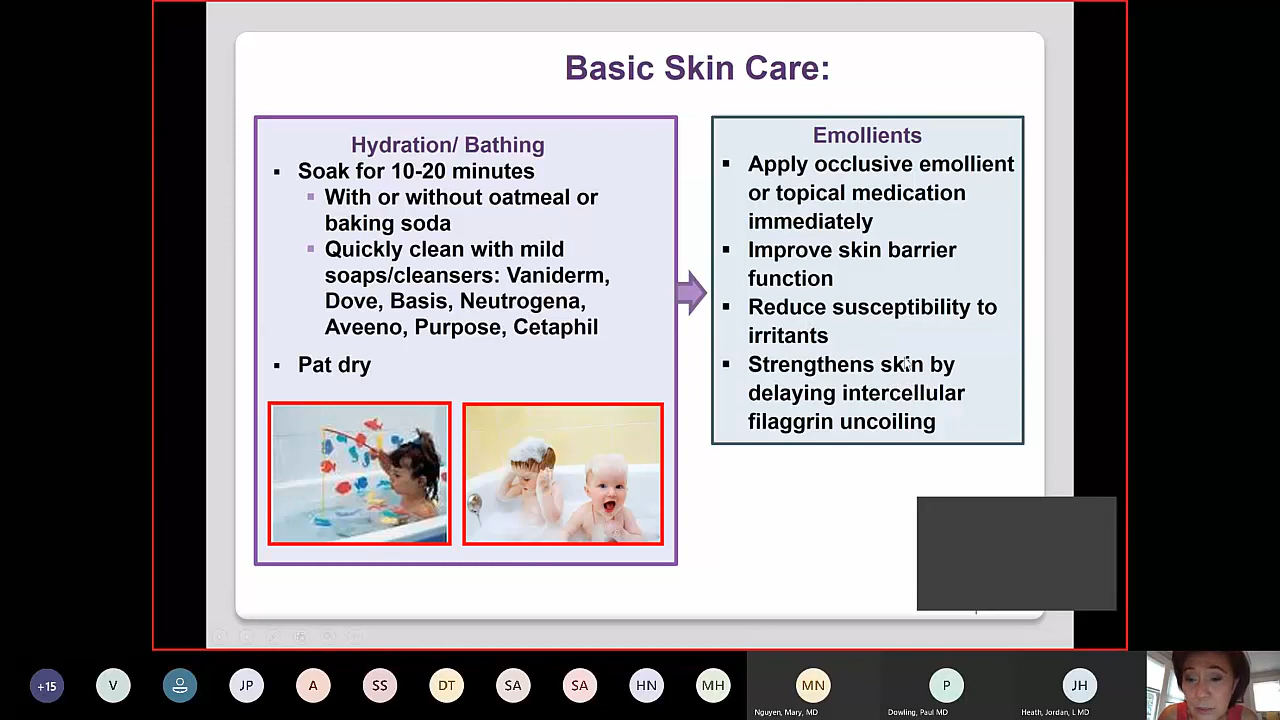 Basic Skin Care:
Hydration/ Bathing
▪ Soak for 10-20 minutes
▪ With or without oatmeal or
baking soda
▪ Quickly clean with mild
soaps/cleansers: Vaniderm,
Dove, Basis, Neutrogena,
Aveeno, Purpose, Cetaphil
▪ Pat dry
Emollients
▪ Apply occlusive emollient
or topical medication
immediately
▪ Improve skin barrier
function
▪ Reduce susceptibility to
irritants
▪ Strengthens skin by
delaying intercellular
filaggrin uncoiling
+15
V
JP
A
SS
DT
SA
SA
HN
MH
MN
P
JH
Nguyen, Mary, MD
Dowling, Paul MD
Heath, Jordan, L MD